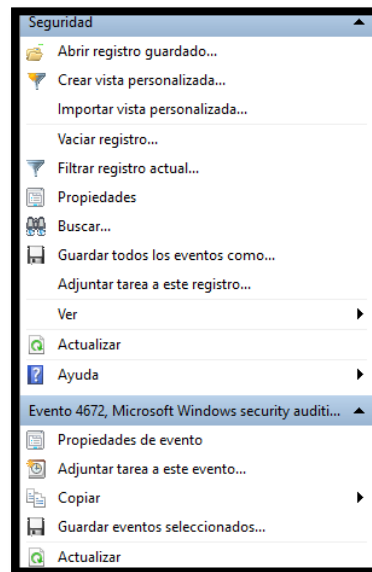 Seguridad
Abrir registro guardado...
Crear vista personalizada...
Importar vista personalizada...
Vaciar registro...
Filtrar registro actual...
Propiedades
Buscar...
Guardar todos los eventos como...
Adjuntar tarea a este registro...
Ver
Actualizar
Ayuda
Evento 4672, Microsoft Windows security auditi...
Propiedades de evento
Adjuntar tarea a este evento...
Copiar
Guardar eventos seleccionados...
Actualizar